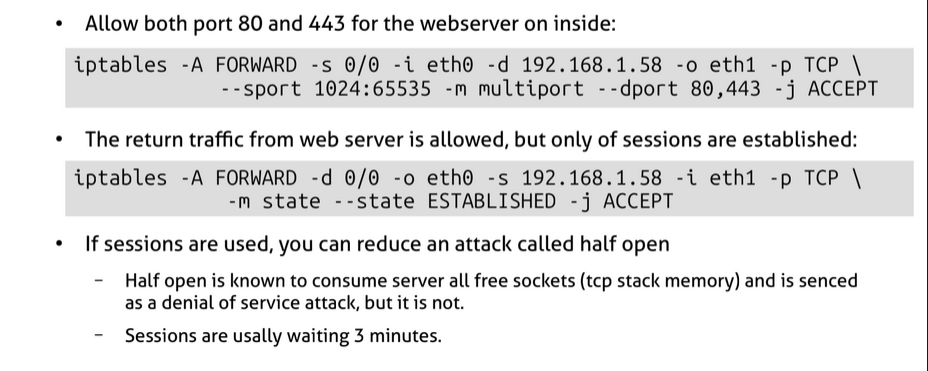 • Allow both port 80 and 443 for the webserver on inside:
iptables -A FORWARD -s 0/0 -i eth0 -d 192.168.1.58 -o eth1 -p TCP \
--sport 1024:65535 -m multiport --dport 80,443 -j ACCEPT
• The return traffic from web server is allowed, but only of sessions are established:
iptables -A FORWARD -d 0/0 -o eth0 -s 192.168.1.58 -i eth1 -p TCP \
-m state --state ESTABLISHED -j ACCEPT
• If sessions are used, you can reduce an attack called half open
– Half open is known to consume server all free sockets (tcp stack memory) and is senced
as a denial of service attack, but it is not.
– Sessions are usally waiting 3 minutes.